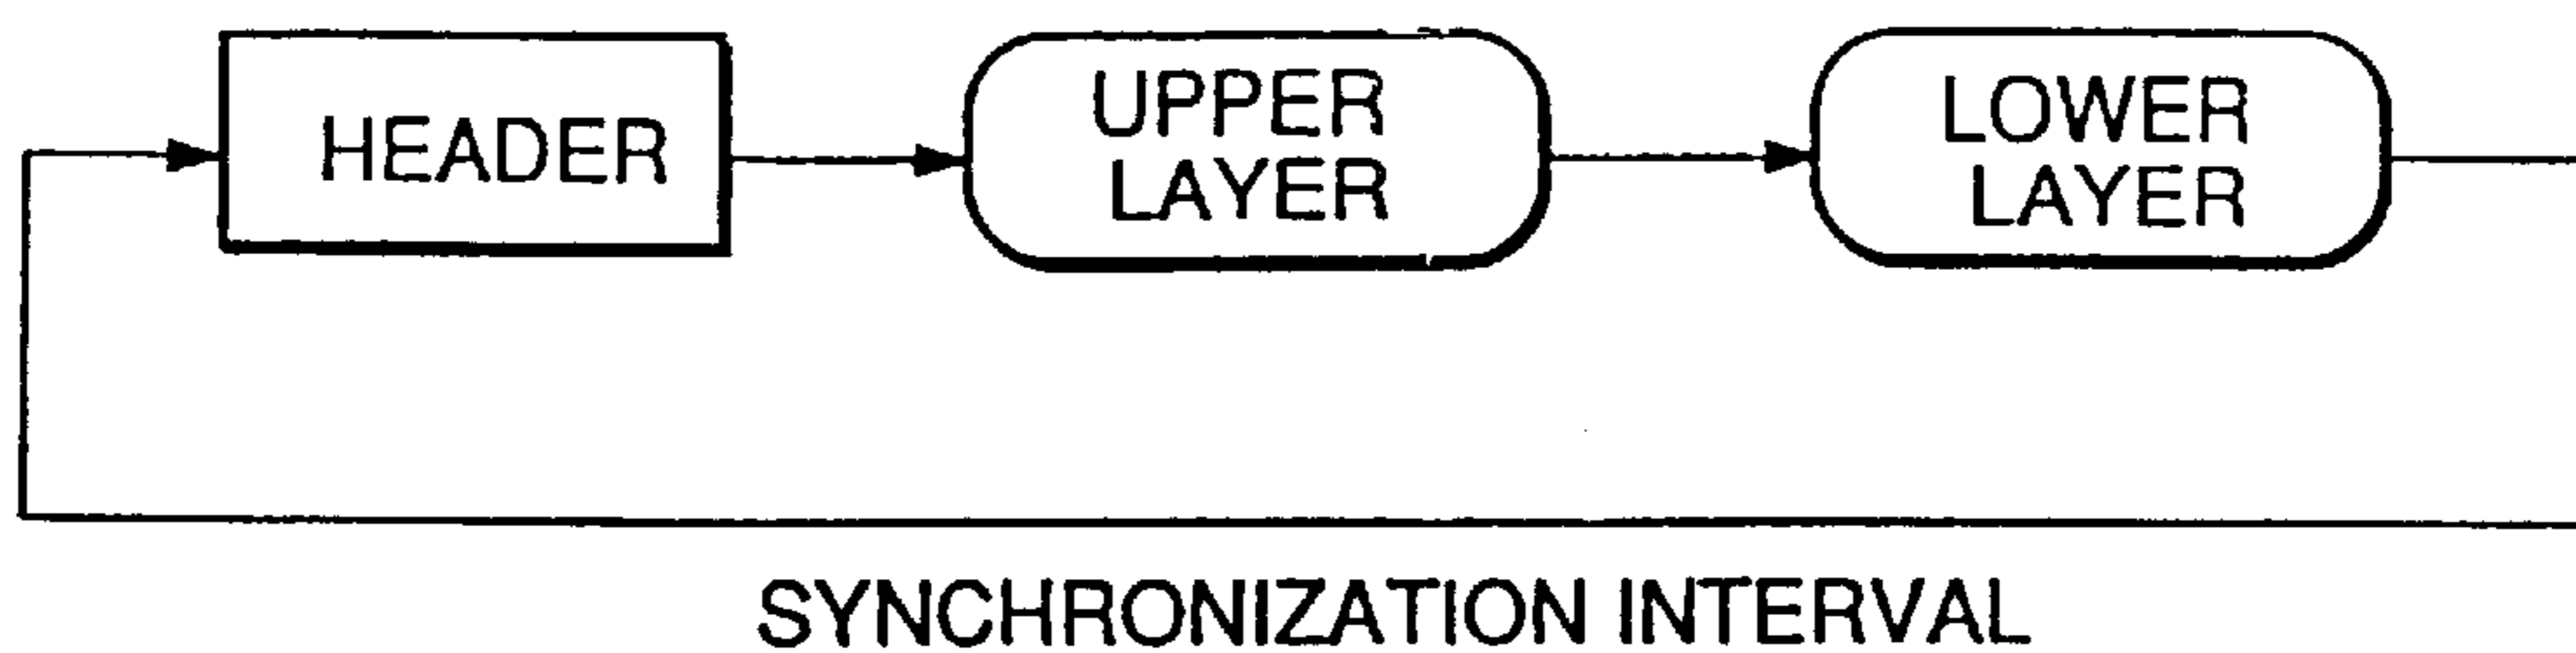 HEADER
UPPER
LAYER
LOWER
LAYER
SYNCHRONIZATION INTERVAL